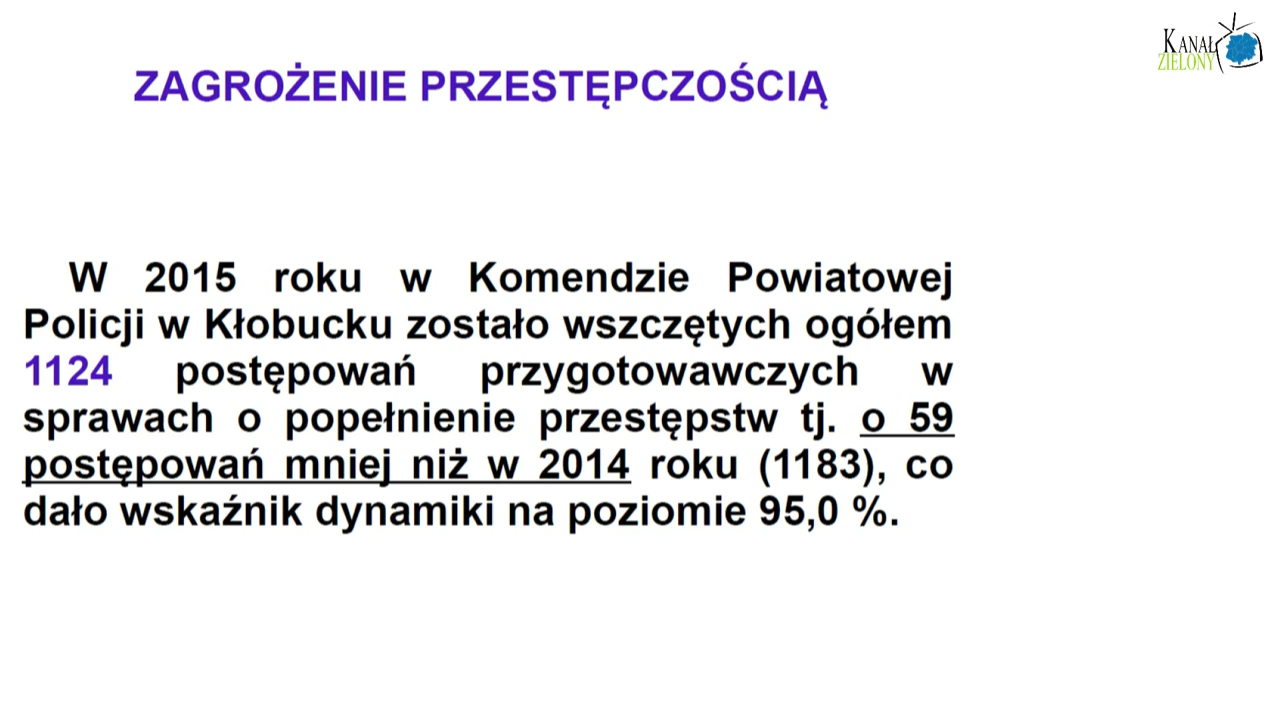 KANAŁ
ZIELONY
ZAGROŻENIE PRZESTĘPCZOŚCIĄ
W 2015 roku w Komendzie Powiatowej
Policji w Kłobucku zostało wszczętych ogółem
1124 postępowań przygotowawczych w
sprawach o popełnienie przestępstw tj. o 59
postępowań mniej niż w 2014 roku (1183), co
dało wskaźnik dynamiki na poziomie 95,0 %.